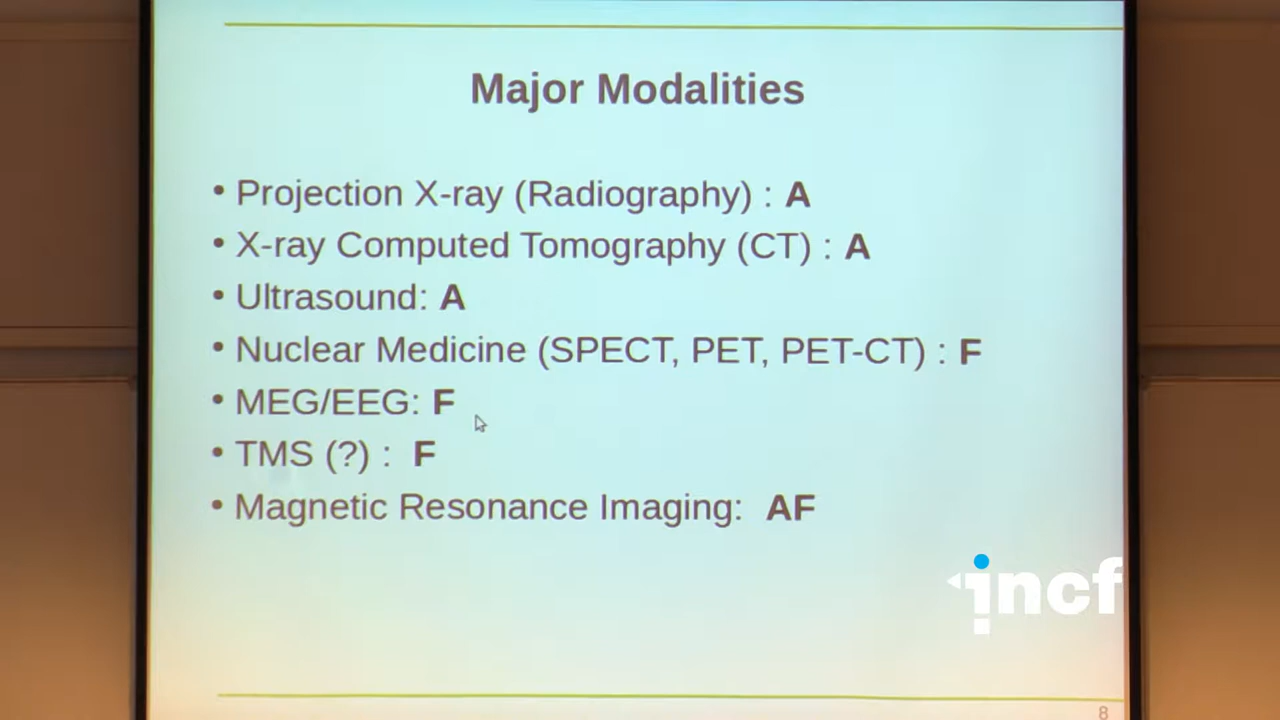 Major Modalities
• Projection X-ray (Radiography) : A
• X-ray Computed Tomography (CT) : A
• Ultrasound: A
• Nuclear Medicine (SPECT, PET, PET-CT) : F
• MEG/EEG: F
• TMS (?) : F
• Magnetic Resonance Imaging: AF
incf
8